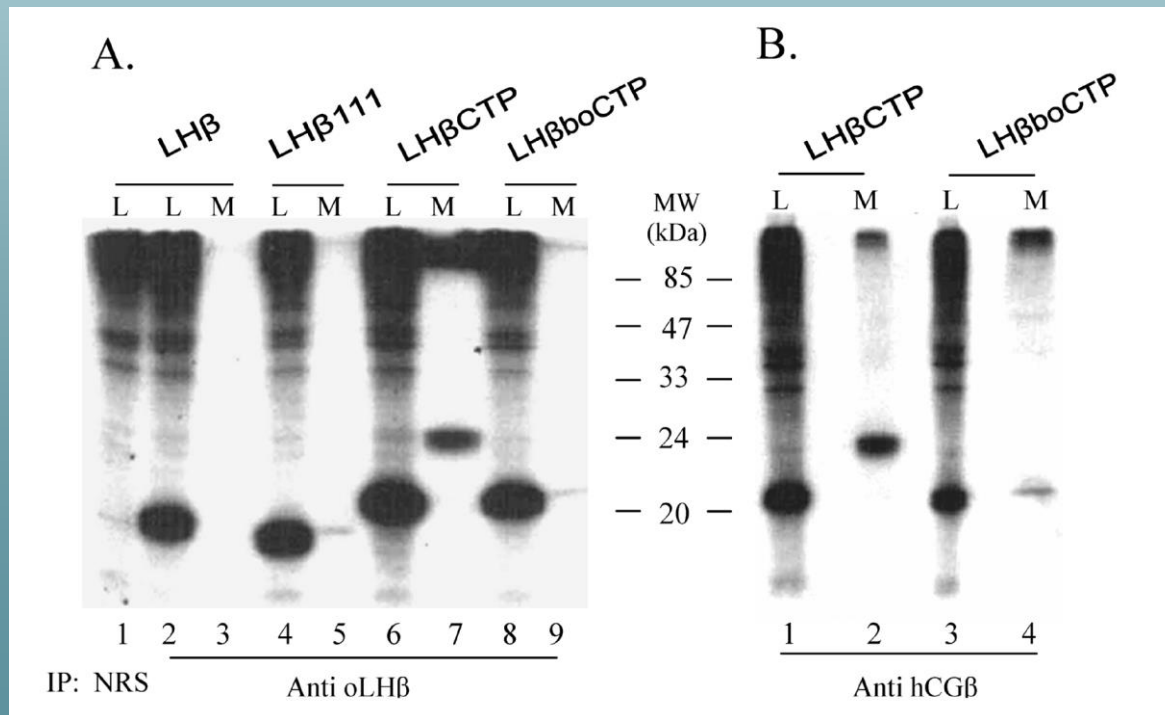 A.
B.
LHβ LHβ111 LHβCTP LHβboCTP
LHβCTP LHβboCTP
L L M L M L M L M
MW
(kDa)
L M L M
— 85 —
— 47 —
— 33 —
— 24 —
— 20 —
1 2 3 4 5 6 7 8 9
1 2 3 4
IP: NRS Anti oLHβ
Anti hCGβ